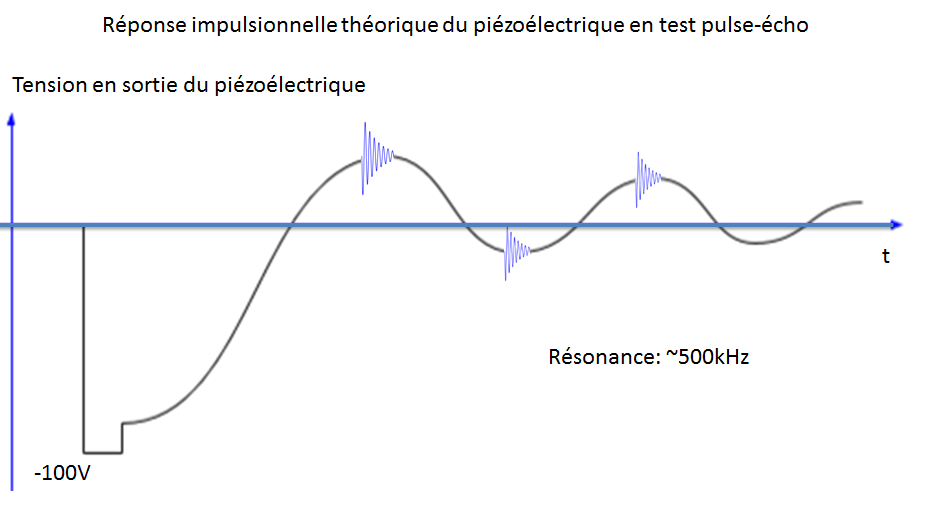 Réponse impulsionnelle théorique du piézoélectrique en test pulse-écho
Tension en sortie du piézoélectrique
t
Résonance: ~500kHz
-100V